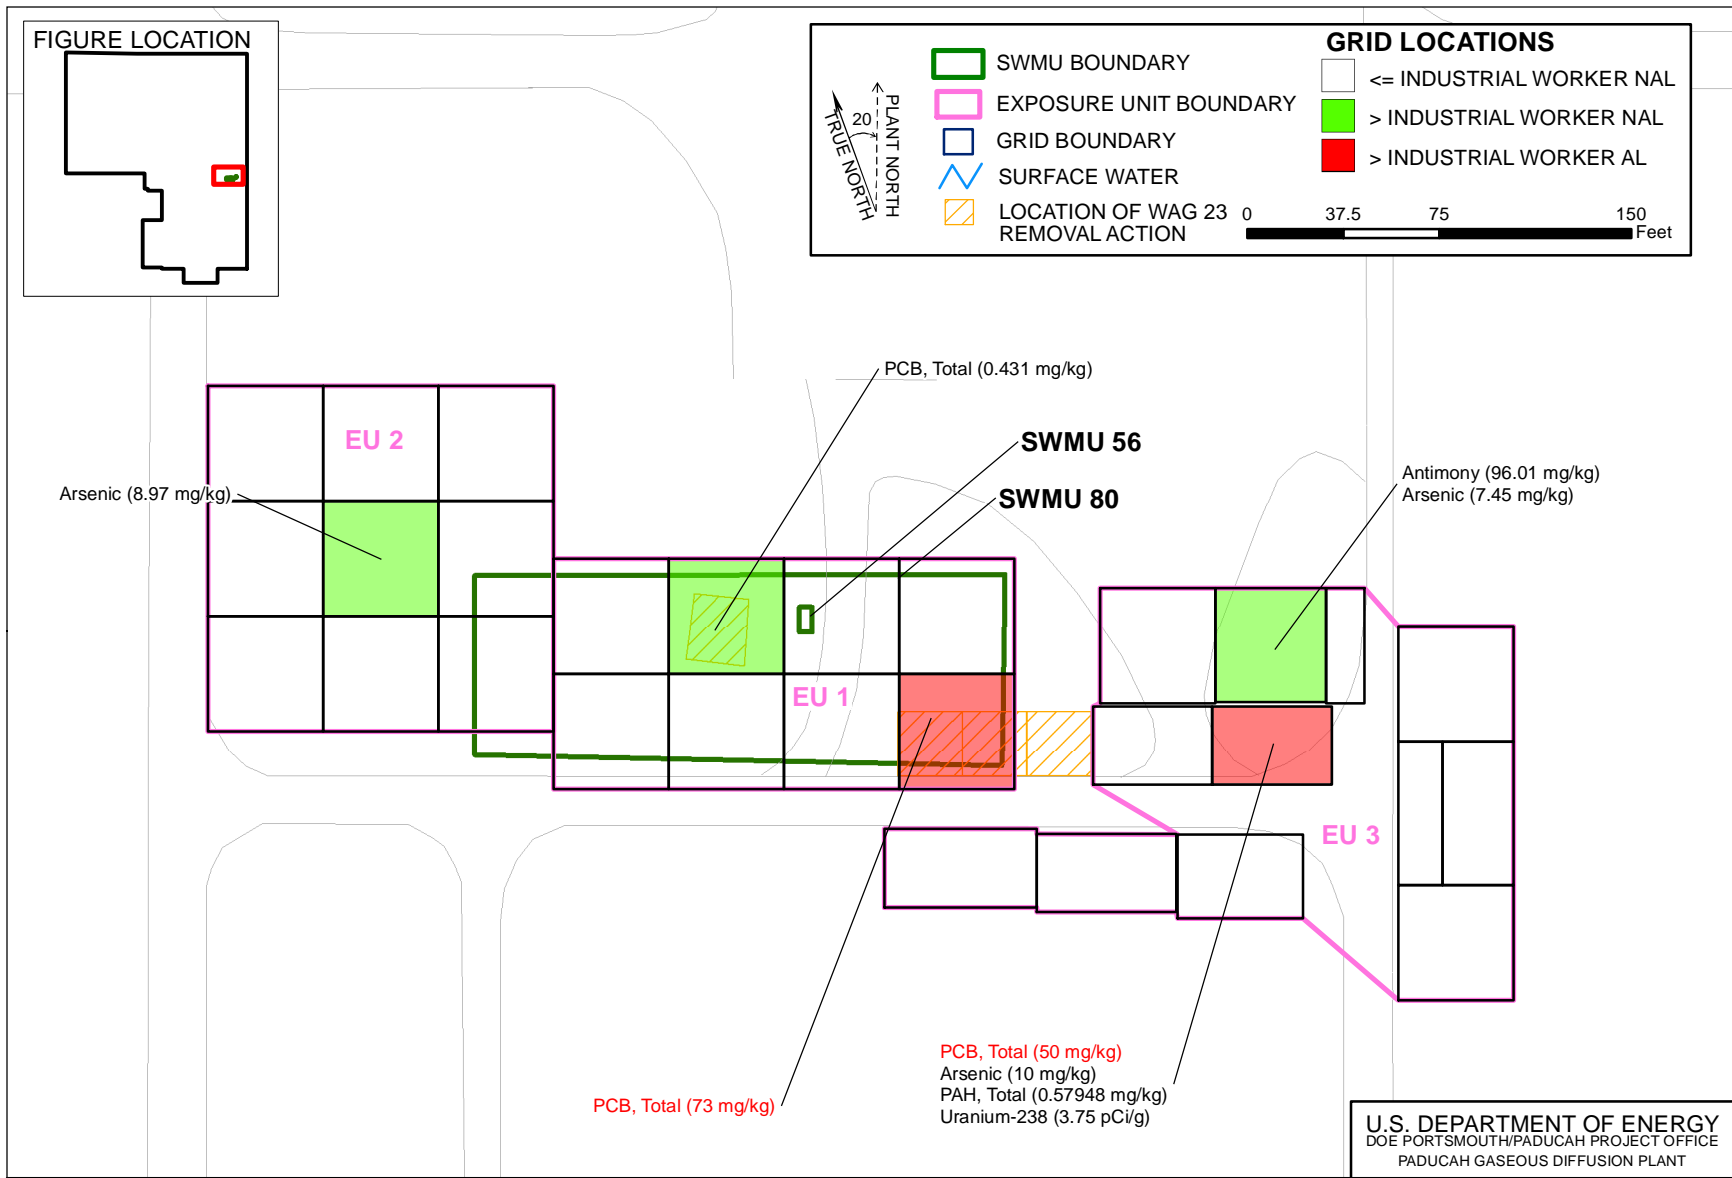 FIGURE LOCATION
TRUE NORTH
20
PLANT NORTH
SWMU BOUNDARY
EXPOSURE UNIT BOUNDARY
GRID BOUNDARY
SURFACE WATER
LOCATION OF WAG 23
REMOVAL ACTION
GRID LOCATIONS
<= INDUSTRIAL WORKER NAL
> INDUSTRIAL WORKER NAL
> INDUSTRIAL WORKER AL
0 37.5 75 150
Feet
PCB, Total (0.431 mg/kg)
EU 2
SWMU 56
Arsenic (8.97 mg/kg)
SWMU 80
Antimony (96.01 mg/kg)
Arsenic (7.45 mg/kg)
EU 1
EU 3
PCB, Total (73 mg/kg)
PCB, Total (50 mg/kg)
Arsenic (10 mg/kg)
PAH, Total (0.57948 mg/kg)
Uranium-238 (3.75 pCi/g)
U.S. DEPARTMENT OF ENERGY
DOE PORTSMOUTH/PADUCAH PROJECT OFFICE
PADUCAH GASEOUS DIFFUSION PLANT